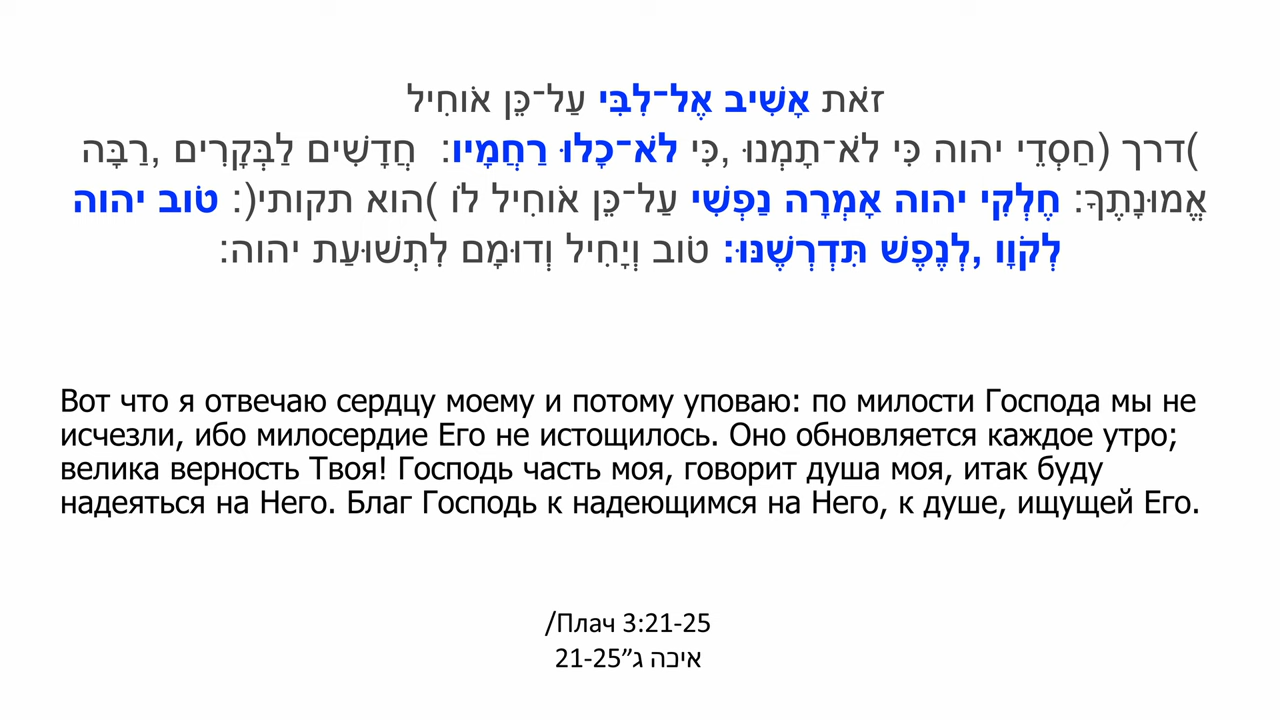 זֹאת אָשִׁיב אֶל־לִבִּי עַל־כֵּן אוֹחִיל
)דרך (חַסְדֵי יהוה כִּי לֹא־תָמְנוּ ,כִּי לֹא־כָלוּ רַחֲמָיו: חֲדָשִׁים לַבְּקָרִים ,רַבָּה
אֱמוּנָתֶךָ: חֶלְקִי יהוה אָמְרָה נַפְשִׁי עַל־כֵּן אוֹחִיל לוֹ )הוא תקותי(: טוֹב יהוה
לְקֹוָו ,לְנֶפֶשׁ תִּדְרְשֶׁנּוּ: טוֹב וְיָחִיל וְדוּמָם לִתְשׁוּעַת יהוה:
Вот что я отвечаю сердцу моему и потому уповаю: по милости Господа мы не
исчезли, ибо милосердие Его не истощилось. Оно обновляется каждое утро;
велика верность Твоя! Господь часть моя, говорит душа моя, итак буду
надеяться на Него. Благ Господь к надеющимся на Него, к душе, ищущей Его.
/Плач 3:21-25
איכה ג”21-25